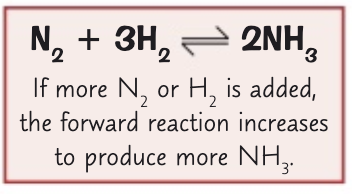 N₂ + 3H₂ ⇌ 2NH₃
If more N₂ or H₂ is added,
the forward reaction increases
to produce more NH₃.